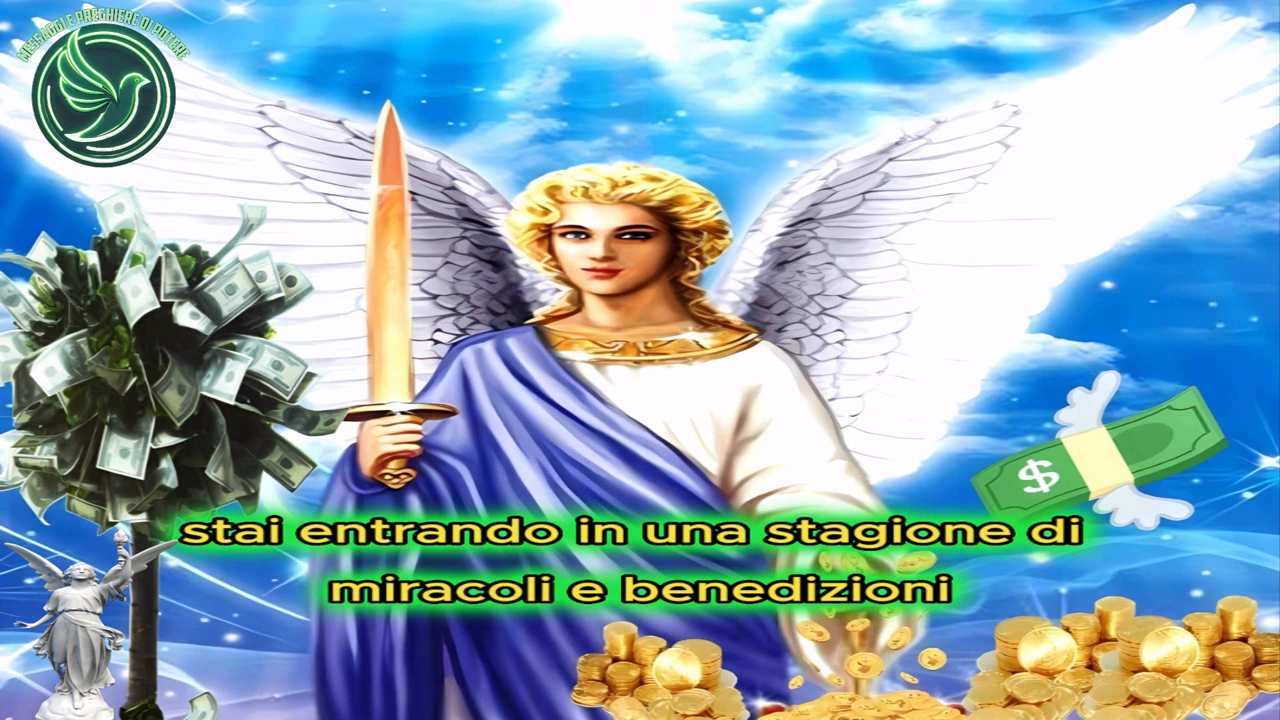 MESSAGGI E PREGHIERE DI POTERE
stai entrando in una stagione di
miracoli e benedizioni
$